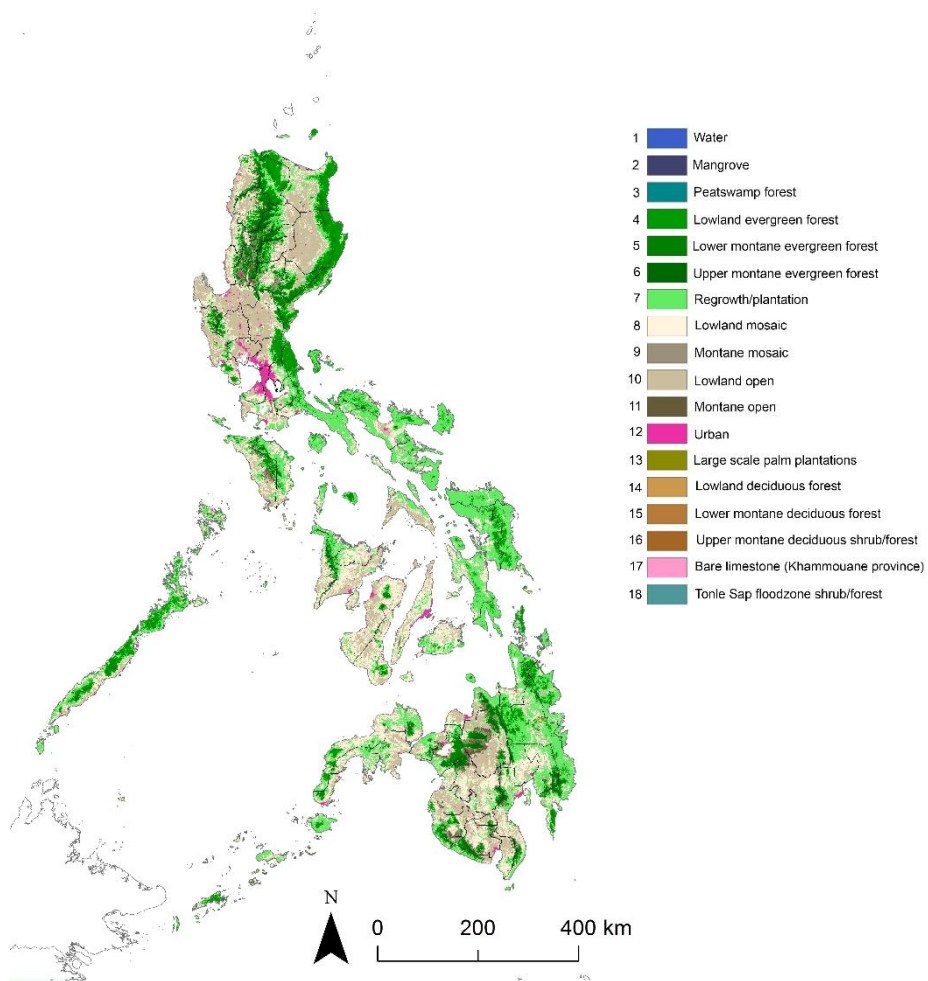 1 Water
2 Mangrove
3 Peatswamp forest
4 Lowland evergreen forest
5 Lower montane evergreen forest
6 Upper montane evergreen forest
7 Regrowth/plantation
8 Lowland mosaic
9 Montane mosaic
10 Lowland open
11 Montane open
12 Urban
13 Large scale palm plantations
14 Lowland deciduous forest
15 Lower montane deciduous forest
16 Upper montane deciduous shrub/forest
17 Bare limestone (Khammouane province)
18 Tonle Sap floodzone shrub/forest
N
0 200 400 km